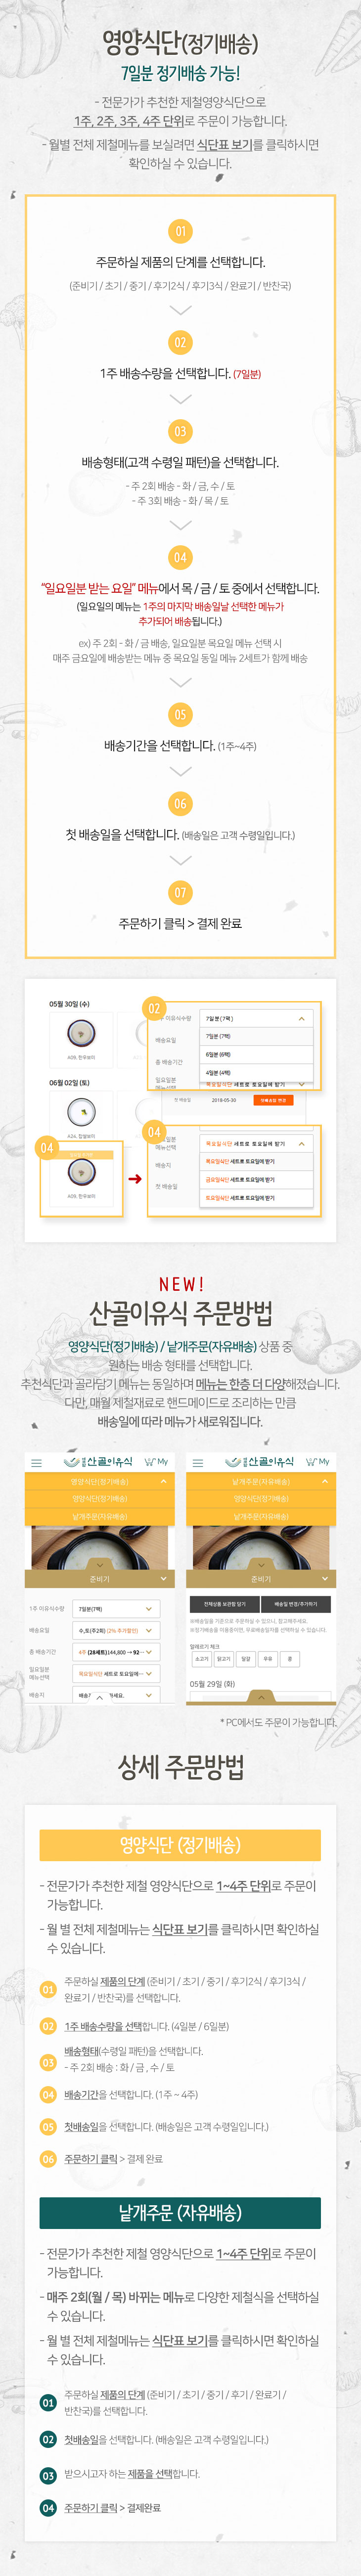 영양식단(정기배송)
7일분 정기배송 가능!
- 전문가가 추천한 제철영양식단으로
1주, 2주, 3주, 4주 단위로 주문이 가능합니다.
- 월별 전체 제철메뉴를 보실려면 식단표 보기를 클릭하시면
확인하실 수 있습니다.
01
주문하실 제품의 단계를 선택합니다.
(준비기 / 초기 / 중기 / 후기2식 / 후기3식 / 완료기 / 반찬국)
02
1주 배송수량을 선택합니다. (7일분)
03
배송형태(고객 수령일 패턴)을 선택합니다.
- 주 2회 배송 - 화 / 금, 수 / 토
- 주 3회 배송 - 화 / 목 / 토
04
"일요일분 받는 요일" 메뉴에서 목 / 금 / 토 중에서 선택합니다.
(일요일의 메뉴는 1주의 마지막 배송일날 선택한 메뉴가
추가되어 배송됩니다.)
ex) 주 2회 - 화 / 금 배송, 일요일분 목요일 메뉴 선택 시
매주 금요일에 배송받는 메뉴 중 목요일 동일 메뉴 2세트가 함께 배송
05
배송기간을 선택합니다. (1주~4주)
06
첫 배송일을 선택합니다. (배송일은 고객 수령일입니다.)
07
주문하기 클릭 > 결제 완료
05월 30일 (수)
A09. 한우보미
06월 02일 (토)
A24. 찹쌀보미
04
A09. 한우보미
02
이유식수량
7일분(7팩)
배송요일
7일분(7팩)
6일분(6팩)
총 배송기간
4일분(4팩)
일요일분
메뉴선택
목요일식단 세트로 토요일에 받기
첫 배송일
2018-05-30
04
일분
메뉴선택
목요일식단 세트로 토요일에 받기
배송지
목요일식단 세트로 토요일에 받기
금요일식단 세트로 토요일에 받기
첫 배송일
토요일식단 세트로 토요일에 받기
NEW!
산골이유식 주문방법
영양식단(정기배송) / 낱개주문(자유배송) 상품 중
원하는 배송 형태를 선택합니다.
추천식단과 골라담기 메뉴는 동일하며 메뉴는 한층 더 다양해졌습니다.
다만, 매월 제철재료로 핸드메이드로 조리하는 만큼
배송일에 따라 메뉴가 새로워집니다.
산골이유식
My
영양식단(정기배송)
영양식단(정기배송)
낱개주문(자유배송)
준비기
1주 이유식수량
7일분(7팩)
배송요일
수,토(주2회) (2% 추가할인)
총 배송기간
4주 (28세트)144,800 → 92···
일요일분
메뉴선택
목요일식단 세트로 토요일에···
배송지
산골이유식
My
낱개주문(자유배송)
영양식단(정기배송)
낱개주문(자유배송)
준비기
전체상품 보관함 담기
배송일 변경/추가하기
알레르기 체크
소고기
닭고기
달걀
우유
콩
05월 29일 (화)
* PC에서도 주문이 가능합니다.
상세 주문방법
영양식단 (정기배송)
- 전문가가 추천한 제철 영양식단으로 1~4주 단위로 주문이
가능합니다.
- 월 별 전체 제철메뉴는 식단표 보기를 클릭하시면 확인하실
수 있습니다.
01
주문하실 제품의 단계 (준비기 / 초기 / 중기 / 후기2식 / 후기3식 /
완료기 / 반찬국)를 선택합니다.
02
1주 배송수량을 선택합니다. (4일분 / 6일분)
03
배송형태(수령일 패턴)을 선택합니다.
- 주 2회 배송 : 화 / 금 , 수 / 토
04
배송기간을 선택합니다. (1주 ~ 4주)
05
첫배송일을 선택합니다. (배송일은 고객 수령일입니다.)
06
주문하기 클릭 > 결제 완료
낱개주문 (자유배송)
- 전문가가 추천한 제철 영양식단으로 1~4주 단위로 주문이
가능합니다.
- 매주 2회(월 / 목) 바뀌는 메뉴로 다양한 제철식을 선택하실
수 있습니다.
- 월 별 전체 제철메뉴는 식단표 보기를 클릭하시면 확인하실
수 있습니다.
01
주문하실 제품의 단계 (준비기 / 초기 / 중기 / 후기 / 완료기 /
반찬국)를 선택합니다.
02
첫배송일을 선택합니다. (배송일은 고객 수령일입니다.)
03
받으시고자 하는 제품을 선택합니다.
04
주문하기 클릭 > 결제완료